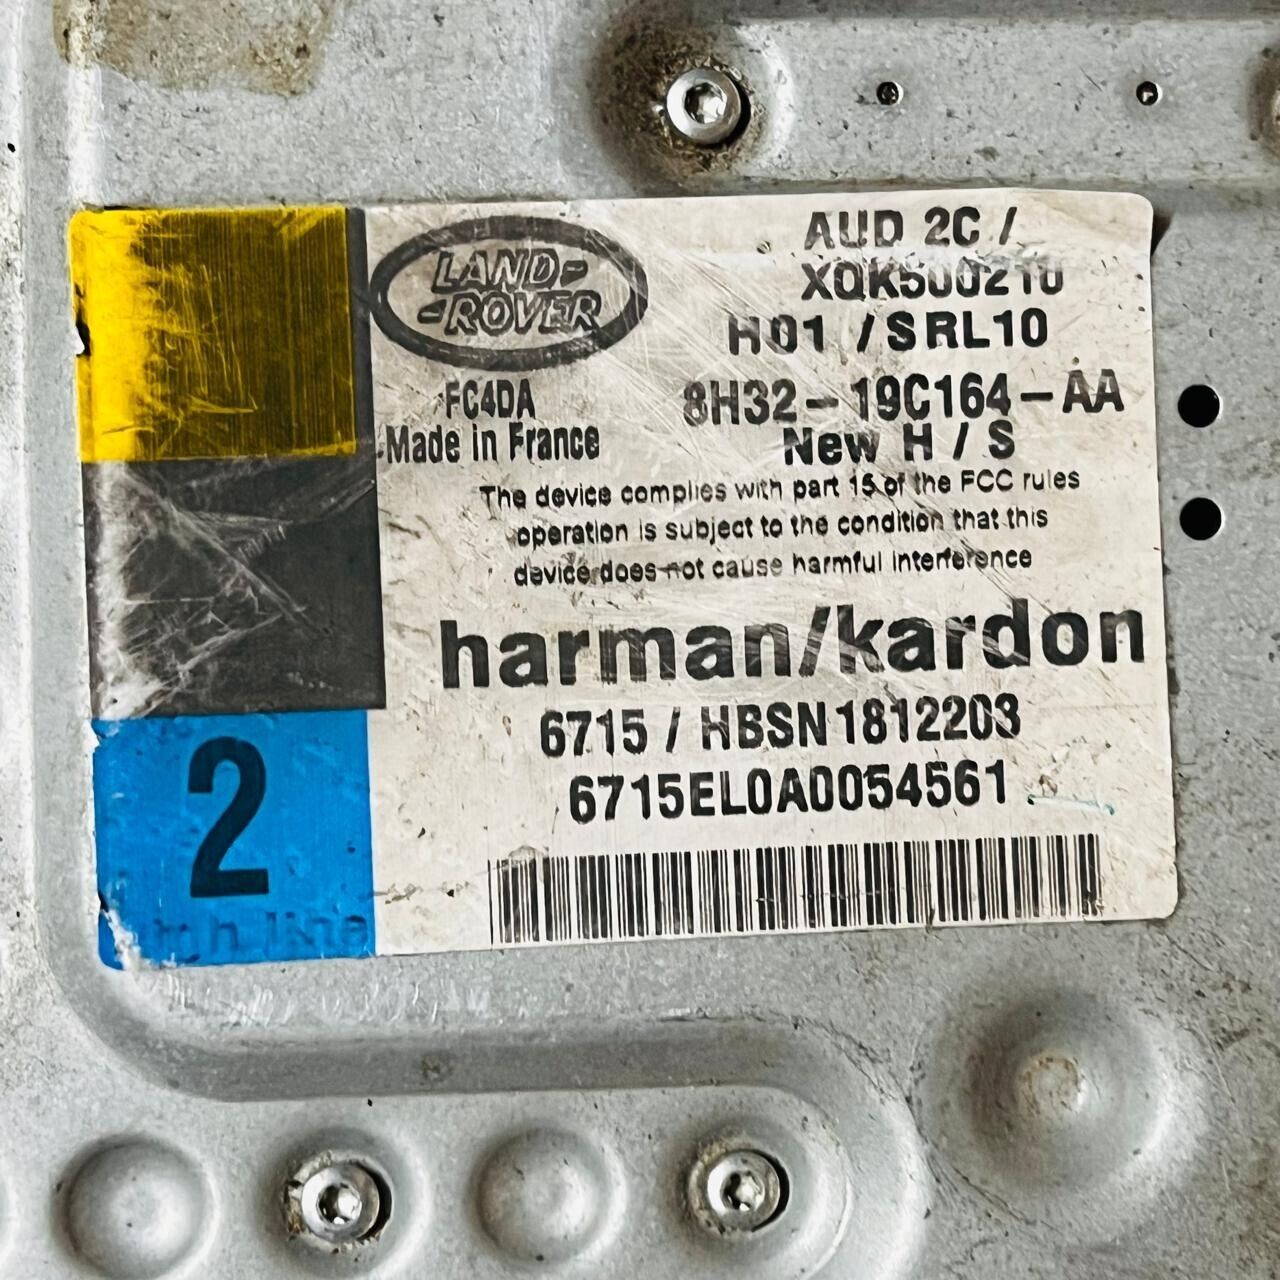 LAND-
-ROVER
AUD 2C /
XQK500210
H01 / SRL10
FC4DA
8H32-19C164-AA
Made in France
New H / S
The device complies with part 15 of the FCC rules
operation is subject to the condition that this
device does not cause harmful interference
harman/kardon
6715 / HBSN1812203
6715EL0A0054561
2
high line